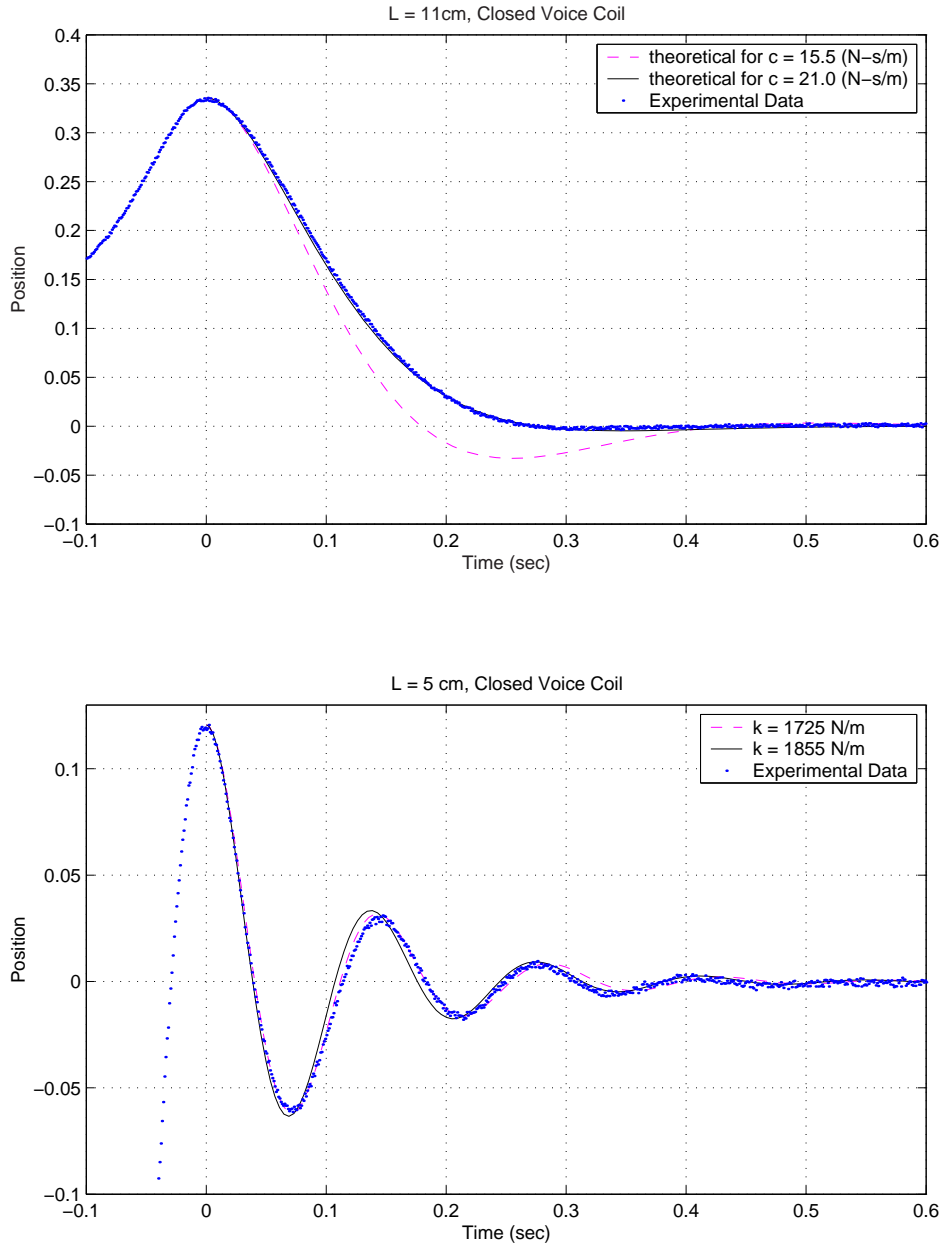 L = 11cm, Closed Voice Coil
0.4
0.35
0.3
0.25
0.2
0.15
0.1
0.05
0
−0.05
−0.1
Position
theoretical for c = 15.5 (N−s/m)
theoretical for c = 21.0 (N−s/m)
Experimental Data
−0.1 0 0.1 0.2 0.3 0.4 0.5 0.6
Time (sec)
L = 5 cm, Closed Voice Coil
0.1
0.05
0
−0.05
−0.1
Position
k = 1725 N/m
k = 1855 N/m
Experimental Data
−0.1 0 0.1 0.2 0.3 0.4 0.5 0.6
Time (sec)